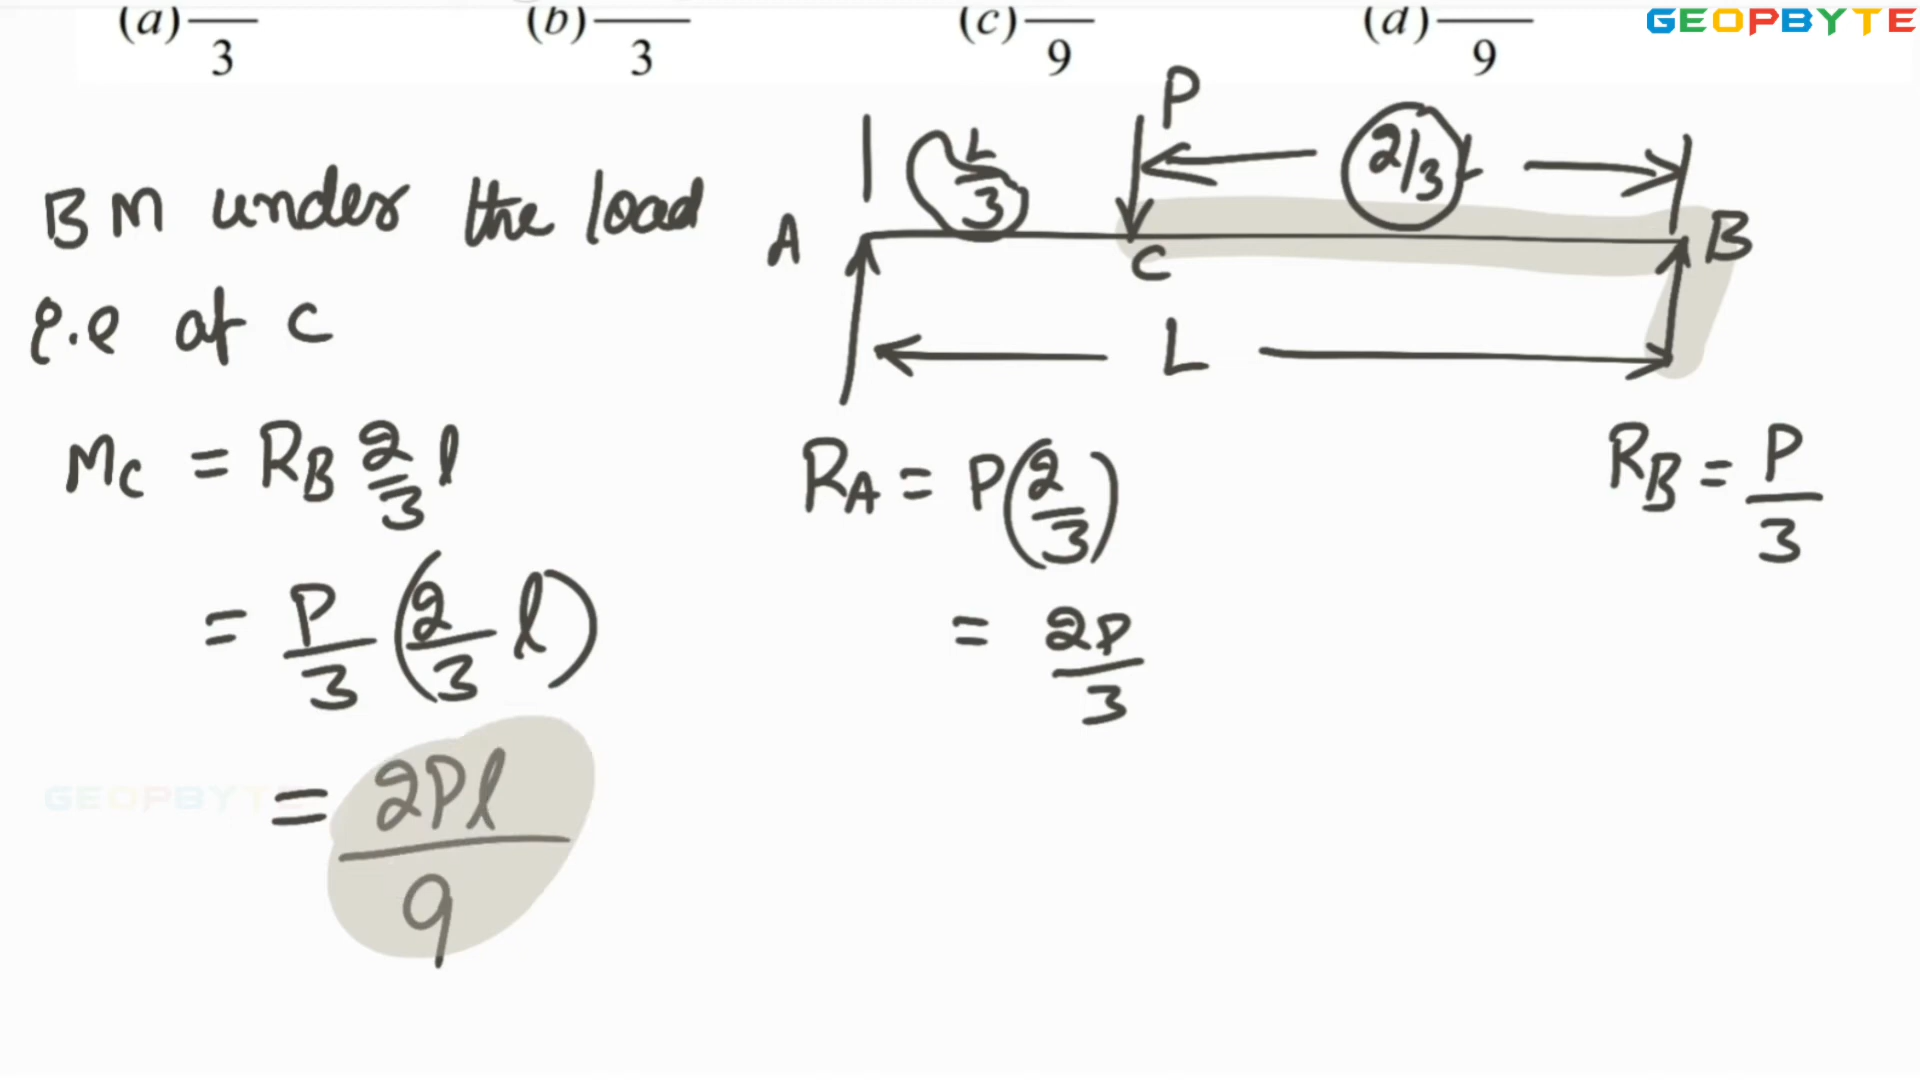 (a) — 3 (b) — 3 (c) — 9 (d) — 9
GEOPBYTE
P
L/3
2/3 L
A
C
B
L
BM under the load
i.e at C
Mc = RB 2/3 l
= P/3 (2/3 l)
= 2Pl/9
RA = P(2/3)
= 2P/3
RB = P/3
GEOPBYTE